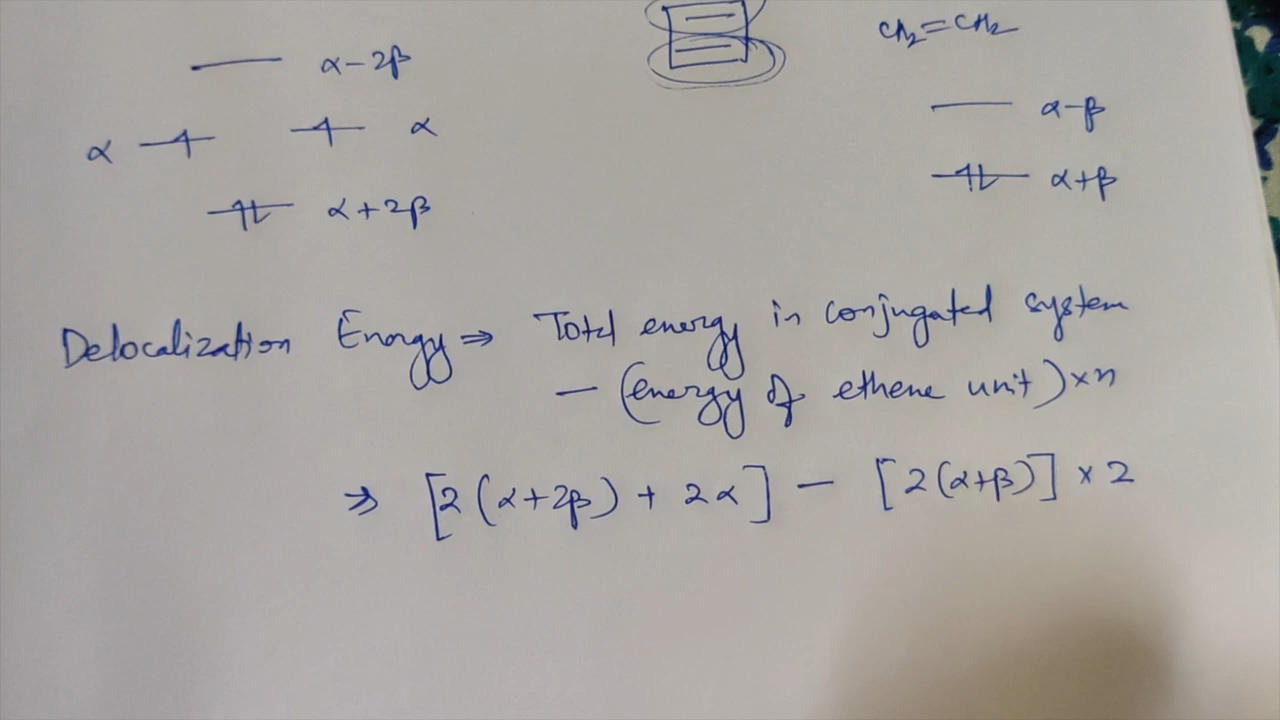 CH₂=CH₂
α-2β
α-β
α α
α+β
α+2β
Delocalization Energy ⇒ Total energy in conjugated system
- (energy of ethene unit) × n
⇒ [2(α+2β) + 2α] - [2(α+β)] × 2